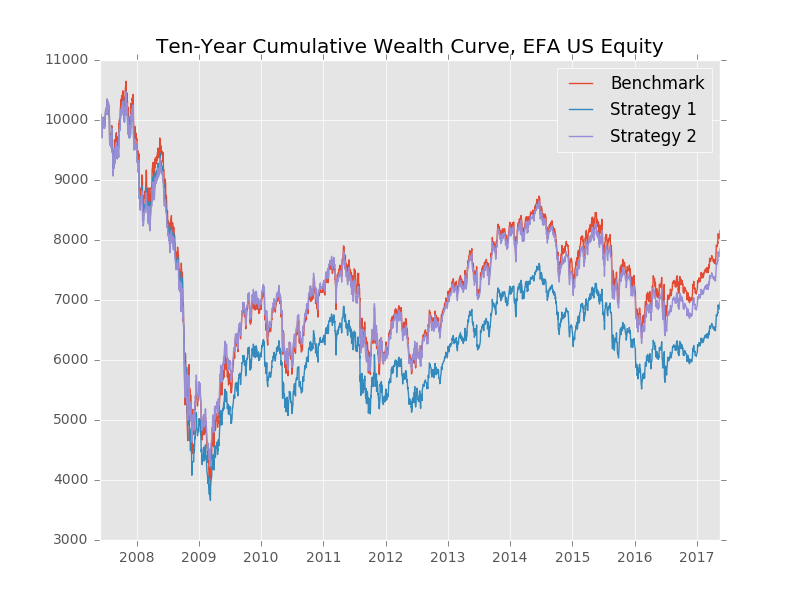 Ten-Year Cumulative Wealth Curve, EFA US Equity
11000
10000
9000
8000
7000
6000
5000
4000
3000
Benchmark
Strategy 1
Strategy 2
2008 2009 2010 2011 2012 2013 2014 2015 2016 2017